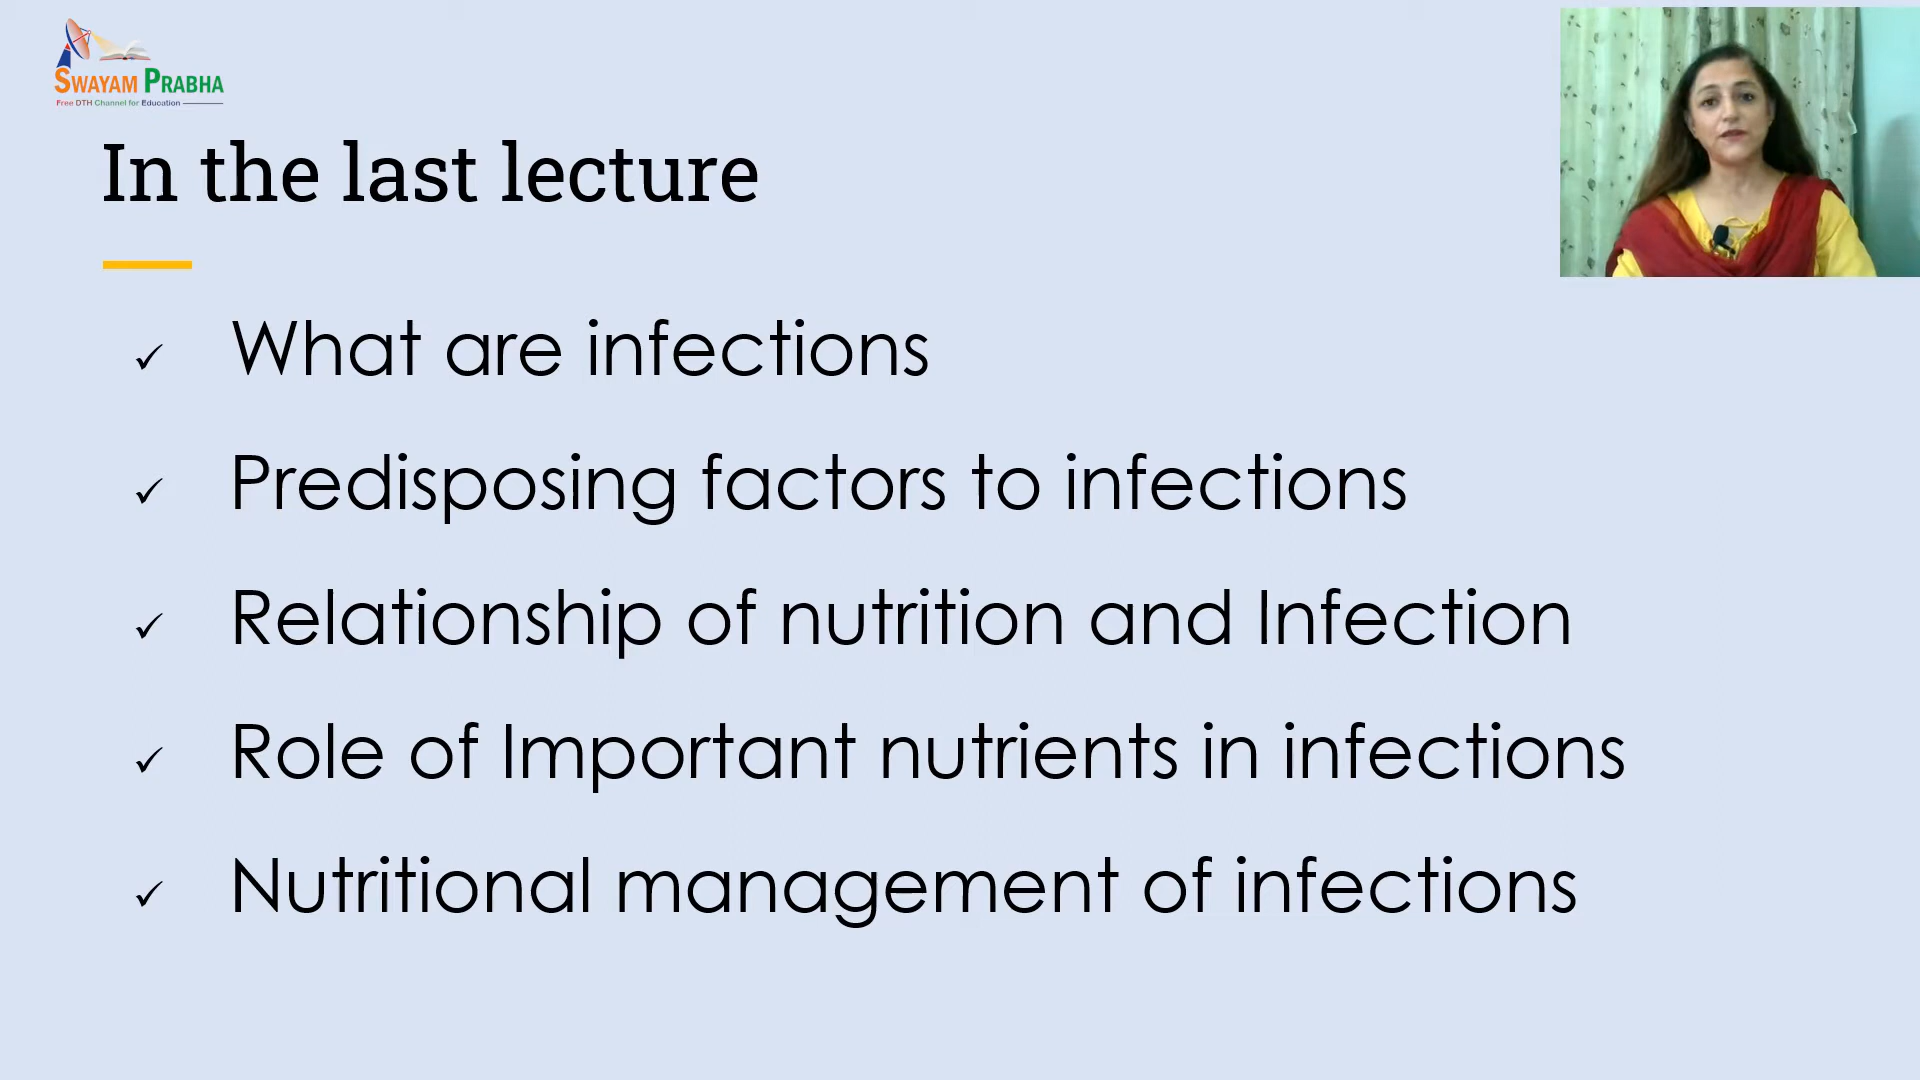 SWAYAM PRABHA
Free DTH Channel for Education
In the last lecture
✓ What are infections
✓ Predisposing factors to infections
✓ Relationship of nutrition and Infection
✓ Role of Important nutrients in infections
✓ Nutritional management of infections